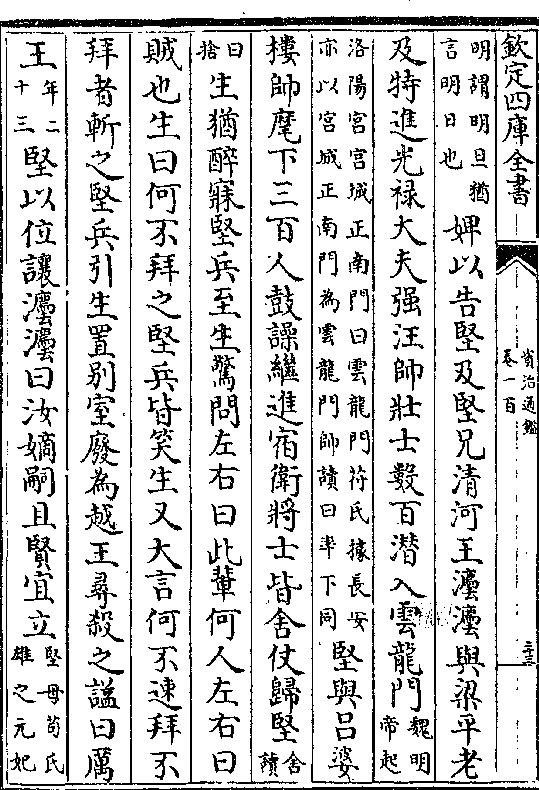 欽定四庫全書
資治通鑑
卷一百
二十三
明謂明旦猶
言明日也
婢以告堅及堅兄清河王灋灋與梁平老
及特進光禄大夫强汪帥壯士數百潜入雲龍門
魏明
帝起
洛陽宫宫城正南門曰雲龍門苻氏據長安
亦以宫城正南門為雲龍門帥讀曰率下同
堅與吕婆
樓帥麾下三百人鼓譟繼進宿衛將士皆舍仗歸堅
舍
讀
曰
捨
生猶醉寐堅兵至生驚問左右曰此輩何人左右曰
賊也生曰何不拜之堅兵皆笑生又大言何不速拜不
拜者斬之堅兵引生置别室廢為越王尋殺之諡曰厲
王
年二
十三
堅以位讓灋灋曰汝嫡嗣且賢宜立
堅母茍氏
雄之元妃